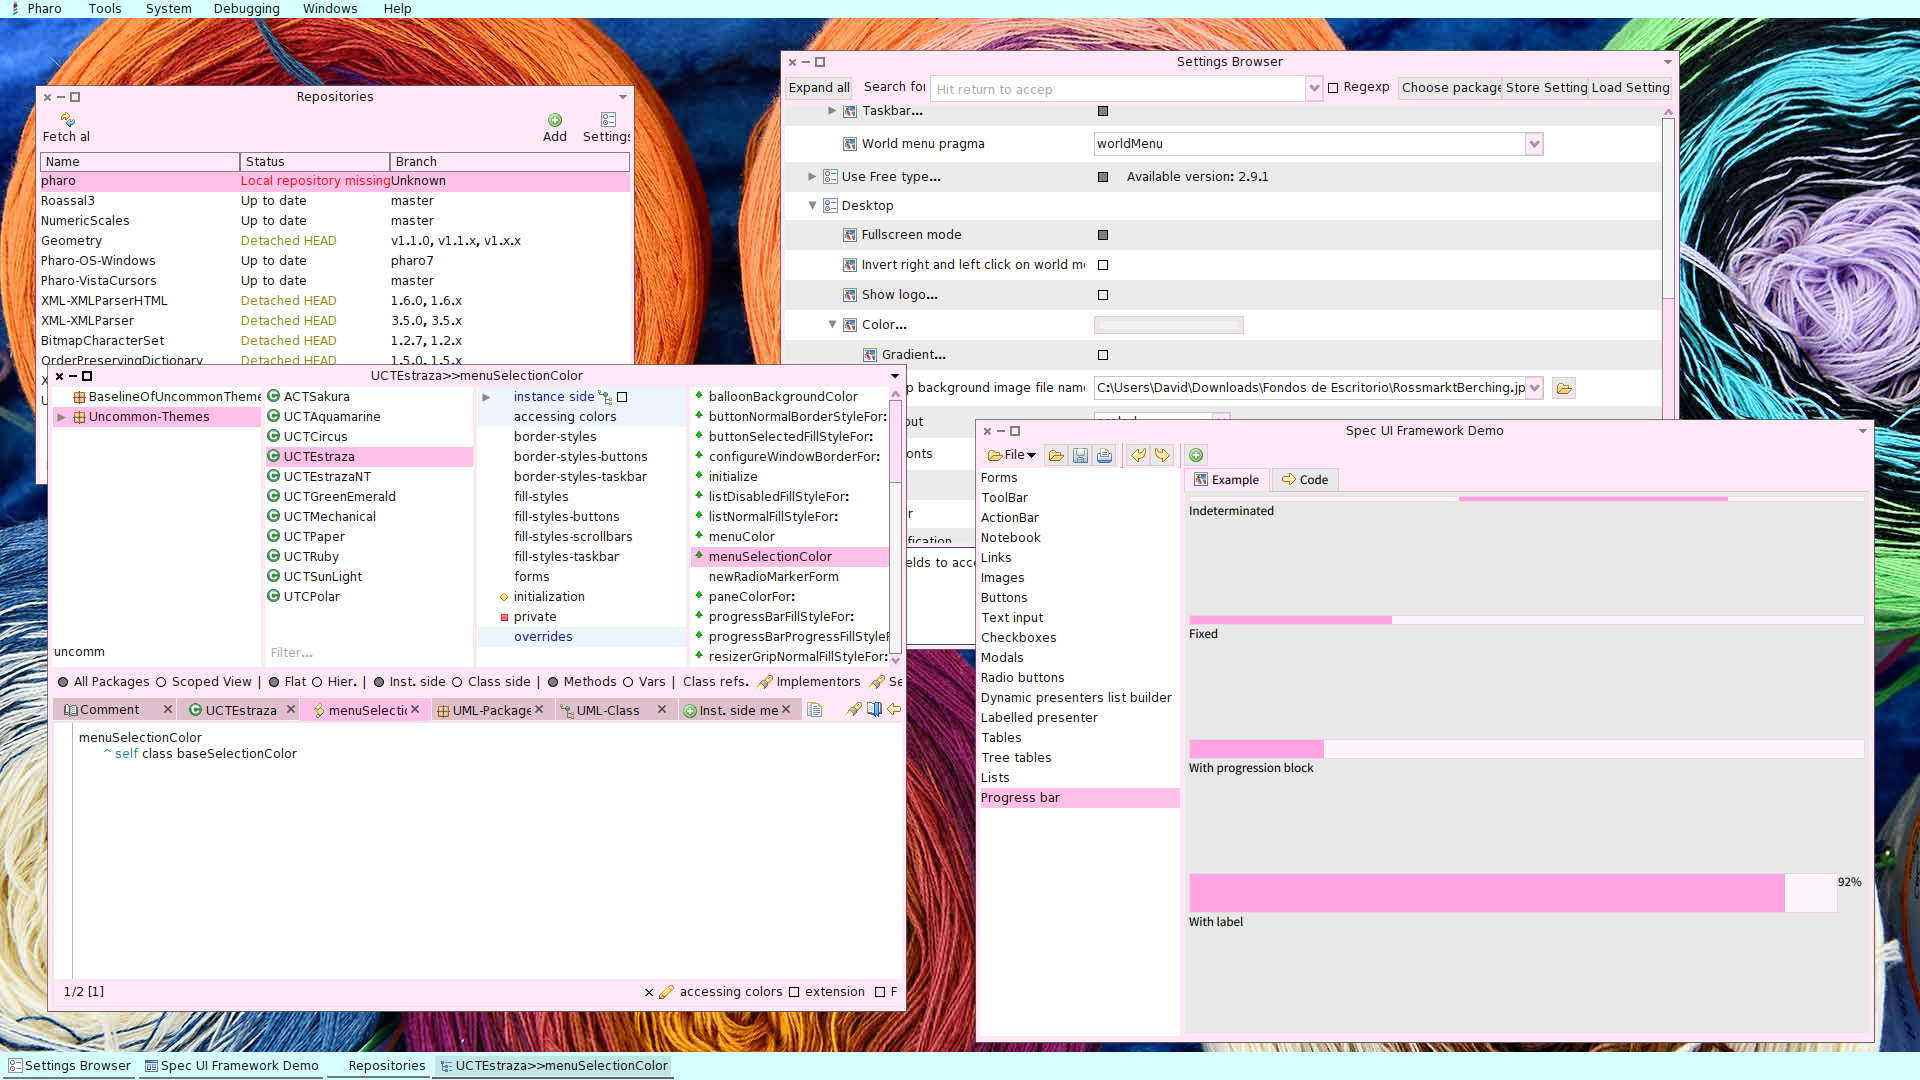 Pharo Tools System Debugging Windows Help
Repositories
Fetch al Add Settings
Name Status Branch
pharo Local repository missing Unknown
Roassal3 Up to date master
NumericScales Up to date master
Geometry Detached HEAD v1.1.0, v1.1.x, v1.x.x
Pharo-OS-Windows Up to date pharo7
Pharo-VistaCursors Up to date master
XML-XMLParserHTML Detached HEAD 1.6.0, 1.6.x
XML-XMLParser Detached HEAD 3.5.0, 3.5.x
BitmapCharacterSet Detached HEAD 1.2.7, 1.2.x
OrderPreservingDictionary Detached HEAD 1.5.0, 1.5.x
Settings Browser
Expand all Search for Hit return to accept Regexp Choose package Store Setting Load Setting
Taskbar...
World menu pragma worldMenu
Use Free type... Available version: 2.9.1
Desktop
Fullscreen mode
Invert right and left click on world me
Show logo...
Color...
Gradient...
p background image file name C:\Users\David\Downloads\Fondos de Escritorio\RossmarktBerching.jp
out
onts
r
fication
elds to acc
UCTEstraza>>menuSelectionColor
BaselineOfUncommonTheme
Uncommon-Themes
uncomm
ACTSakura
UCTAquamarine
UCTCircus
UCTEstraza
UCTEstrazaNT
UCTGreenEmerald
UCTMechanical
UCTPaper
UCTRuby
UCTSunLight
UTCPolar
Filter...
instance side
accessing colors
border-styles
border-styles-buttons
border-styles-taskbar
fill-styles
fill-styles-buttons
fill-styles-scrollbars
fill-styles-taskbar
forms
initialization
private
overrides
balloonBackgroundColor
buttonNormalBorderStyleFor:
buttonSelectedFillStyleFor:
configureWindowBorderFor:
initialize
listDisabledFillStyleFor:
listNormalFillStyleFor:
menuColor
menuSelectionColor
newRadioMarkerForm
paneColorFor:
progressBarFillStyleFor:
progressBarProgressFillStyleF
resizerGripNormalFillStyleFor:
All Packages Scoped View | Flat Hier. | Inst. side Class side | Methods Vars | Class refs. Implementors Se
Comment UCTEstraza menuSelectic UML-Package UML-Class Inst. side me
menuSelectionColor
^ self class baseSelectionColor
1/2 [1] accessing colors extension F
Spec UI Framework Demo
File
Forms
ToolBar
ActionBar
Notebook
Links
Images
Buttons
Text input
Checkboxes
Modals
Radio buttons
Dynamic presenters list builder
Labelled presenter
Tables
Tree tables
Lists
Progress bar
Example Code
Indeterminated
Fixed
With progression block
92%
With label
Settings Browser Spec UI Framework Demo Repositories UCTEstraza>>menuSelectionColor